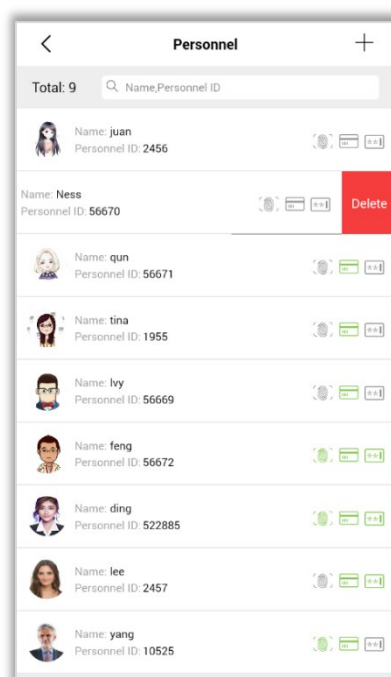 Personnel
Total: 9
Name,Personnel ID
Name: juan
Personnel ID: 2456
Name: Ness
Personnel ID: 56670
Delete
Name: qun
Personnel ID: 56671
Name: tina
Personnel ID: 1955
Name: Ivy
Personnel ID: 56669
Name: feng
Personnel ID: 56672
Name: ding
Personnel ID: 522885
Name: lee
Personnel ID: 2457
Name: yang
Personnel ID: 10525